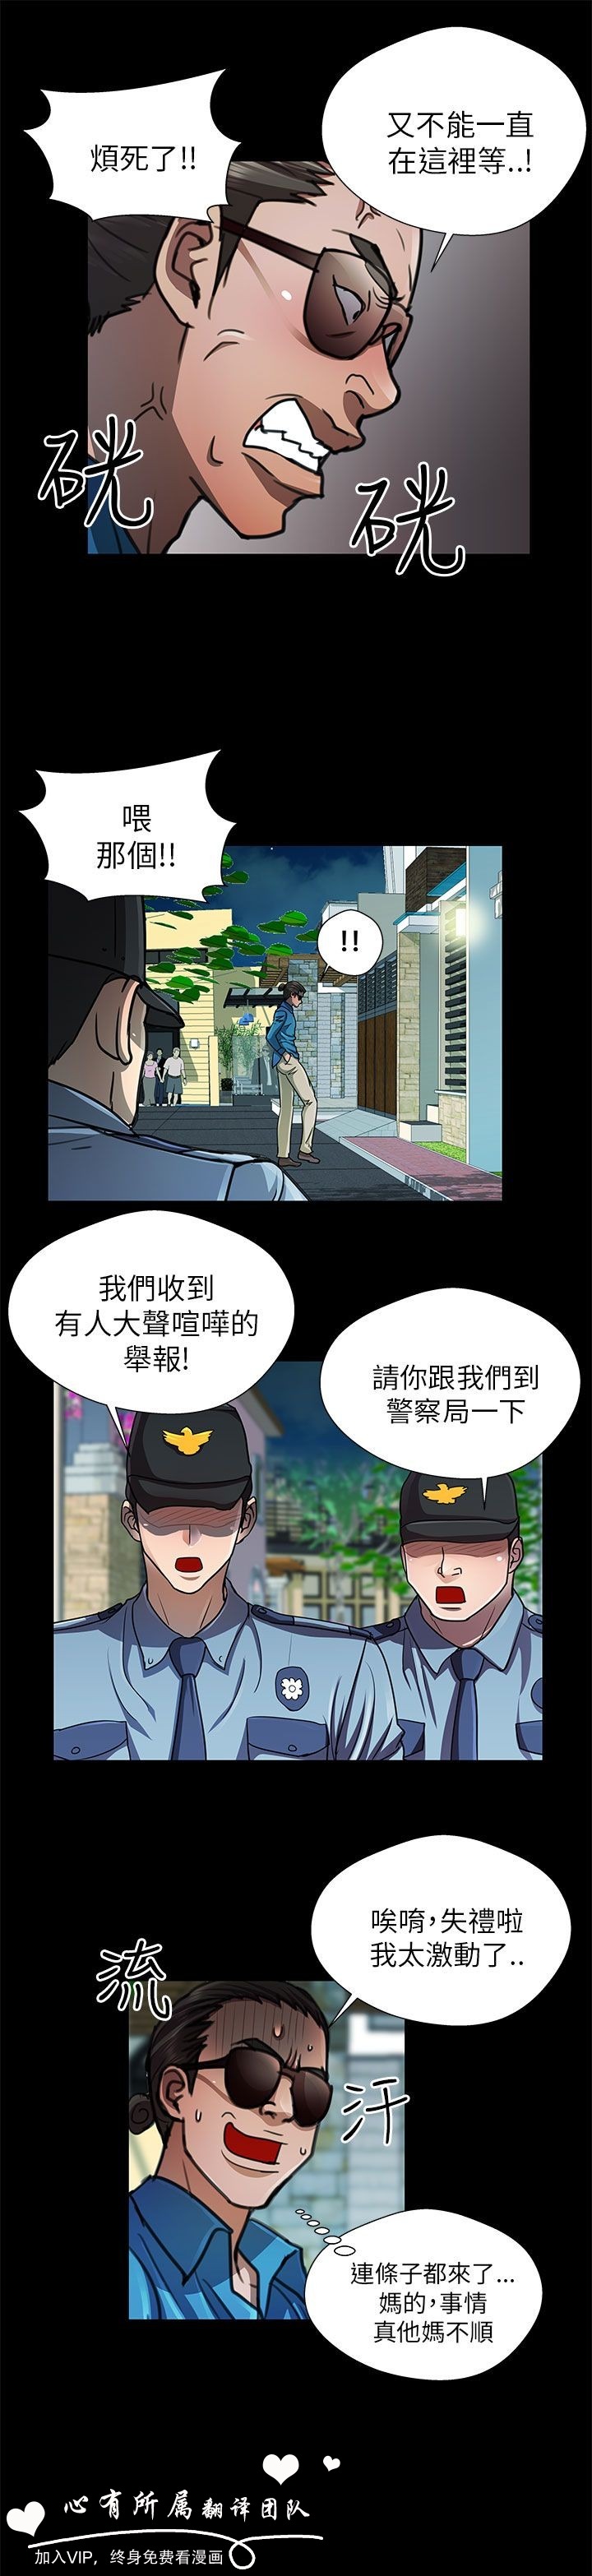 煩死了!!
又不能一直
在這裡等..!
硄
硄
喂
那個!!
!!
我們收到
有人大聲喧嘩的
舉報!
請你跟我們到
警察局一下
唉唷,失禮啦
我太激動了..
流
汗
連條子都來了...
媽的,事情
真他媽不順
心有所属翻译团队
加入VIP，终身免费看漫画